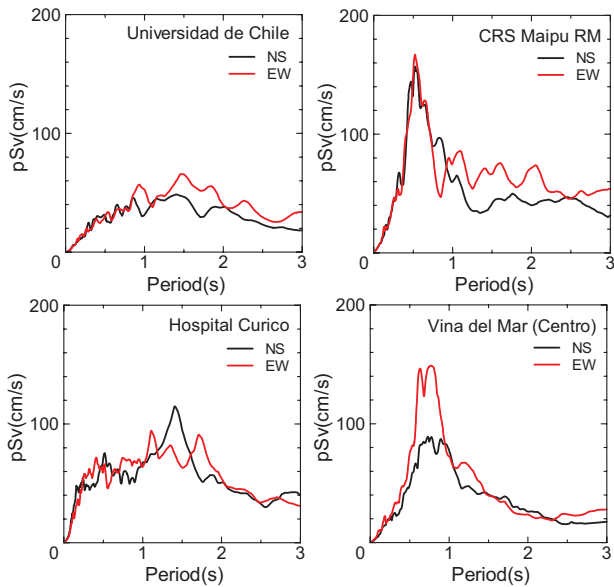 200
Universidad de Chile
NS
EW
pSv(cm/s)
100
0
0
1
2
3
Period(s)
200
CRS Maipu RM
NS
EW
pSv(cm/s)
100
0
0
1
2
3
Period(s)
200
Hospital Curico
NS
EW
pSv(cm/s)
100
0
0
1
2
3
Period(s)
200
Vina del Mar (Centro)
NS
EW
pSv(cm/s)
100
0
0
1
2
3
Period(s)